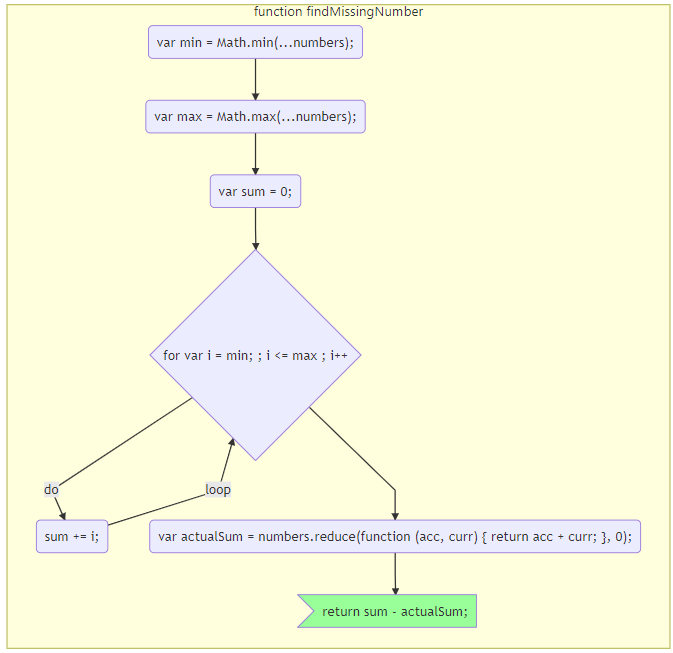 function findMissingNumber
var min = Math.min(...numbers);
var max = Math.max(...numbers);
var sum = 0;
for var i = min; ; i <= max ; i++
do
loop
sum += i;
var actualSum = numbers.reduce(function (acc, curr) { return acc + curr; }, 0);
return sum - actualSum;